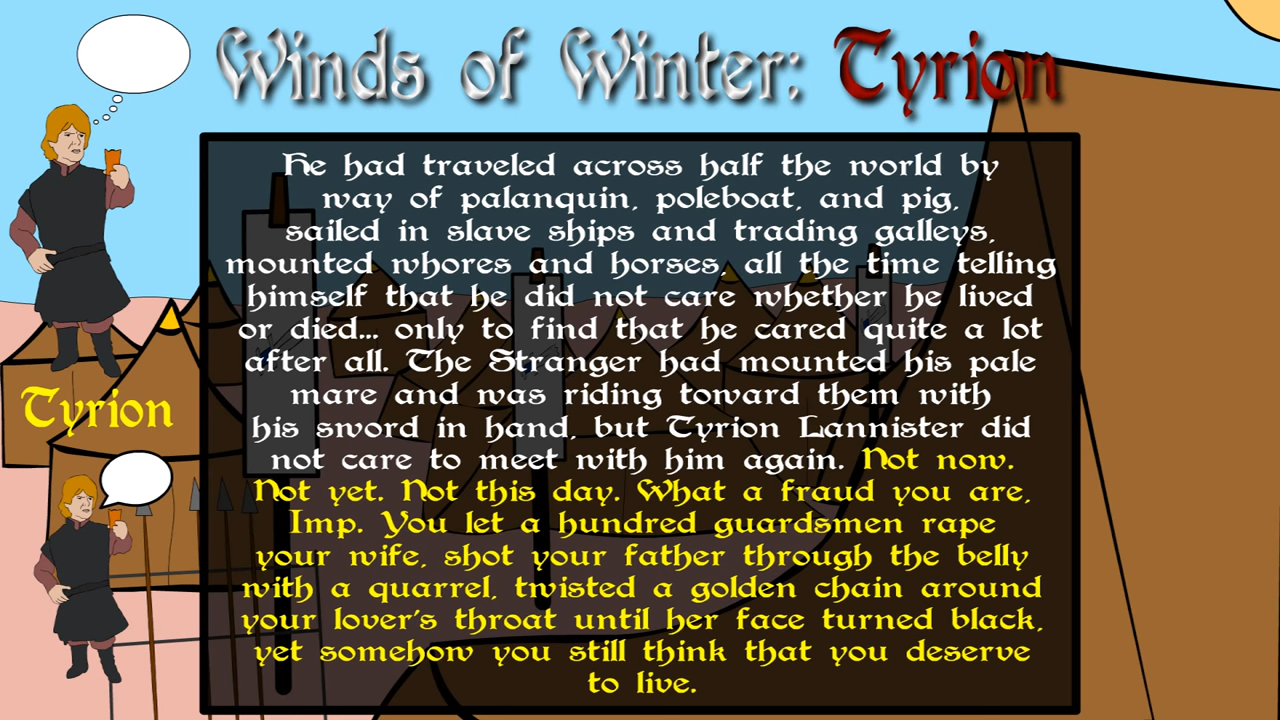 Winds of Winter: Tyrion
He had traveled across half the world by
way of palanquin, poleboat, and pig,
sailed in slave ships and trading galleys,
mounted whores and horses, all the time telling
himself that he did not care whether he lived
or died... only to find that he cared quite a lot
after all. The Stranger had mounted his pale
mare and was riding toward them with
his sword in hand, but Tyrion Lannister did
not care to meet with him again. Not now.
Not yet. Not this day. What a fraud you are,
Imp. You let a hundred guardsmen rape
your wife, shot your father through the belly
with a quarrel, twisted a golden chain around
your lover's throat until her face turned black,
yet somehow you still think that you deserve
to live.
Tyrion